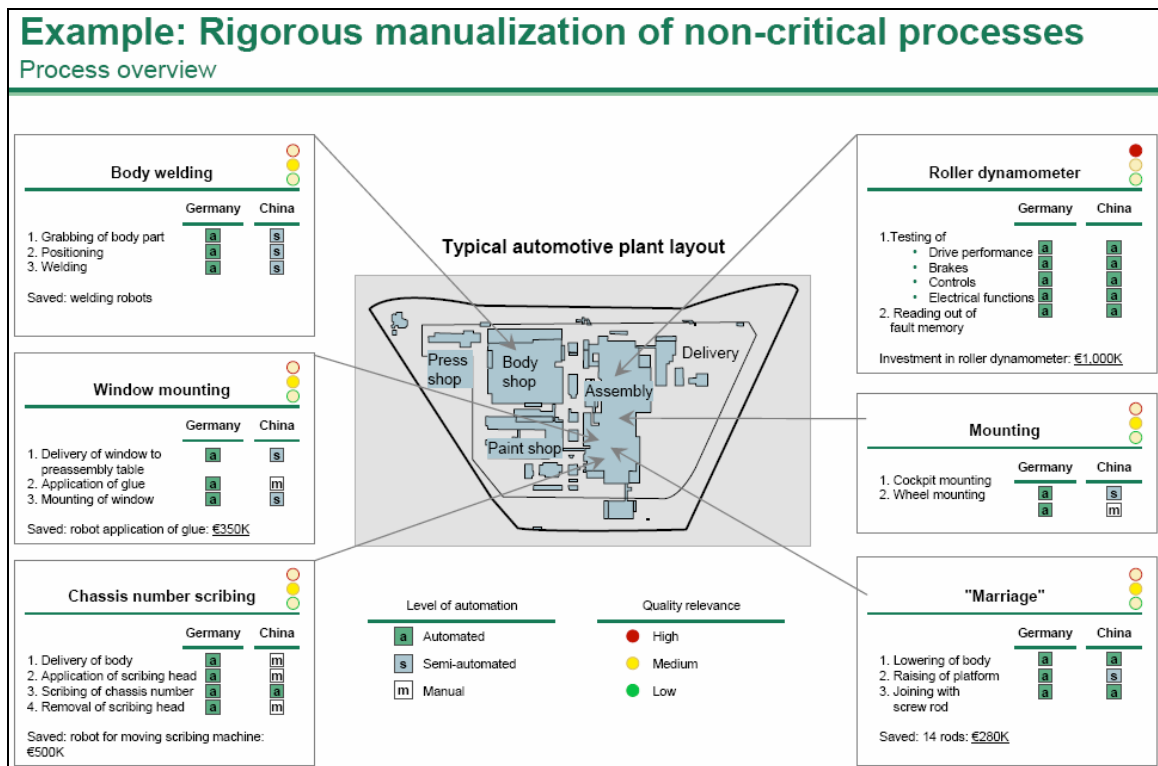 Example: Rigorous manualization of non-critical processes
Process overview
Body welding
Germany China
1. Grabbing of body part a s
2. Positioning a s
3. Welding a s
Saved: welding robots
Window mounting
Germany China
1. Delivery of window to a s
preassembly table
2. Application of glue a m
3. Mounting of window a s
Saved: robot application of glue: €350K
Chassis number scribing
Germany China
1. Delivery of body a m
2. Application of scribing head a m
3. Scribing of chassis number a a
4. Removal of scribing head a m
Saved: robot for moving scribing machine:
€500K
Typical automotive plant layout
Press
shop
Body
shop
Paint shop
Assembly
Delivery
Level of automation
a Automated
s Semi-automated
m Manual
Quality relevance
High
Medium
Low
Roller dynamometer
Germany China
1.Testing of
• Drive performance a a
• Brakes a a
• Controls a a
• Electrical functions a a
2. Reading out of a a
fault memory
Investment in roller dynamometer: €1,000K
Mounting
Germany China
1. Cockpit mounting
2. Wheel mounting a s
a m
"Marriage"
Germany China
1. Lowering of body a a
2. Raising of platform a s
3. Joining with a a
screw rod
Saved: 14 rods: €280K